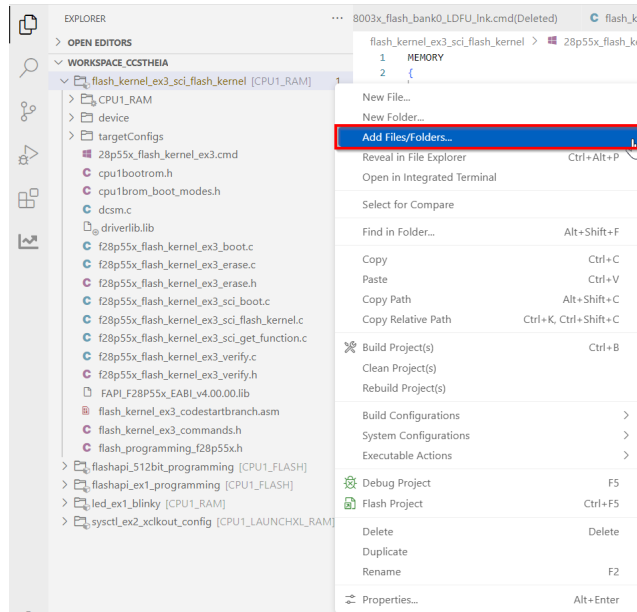 EXPLORER
8003x_flash_bank0_LDFU_lnk.cmd(Deleted)
flash_k
OPEN EDITORS
flash_kernel_ex3_sci_flash_kernel > 28p55x_flash_k
WORKSPACE_CCSTHEIA
1 MEMORY
2 {
flash_kernel_ex3_sci_flash_kernel [CPU1_RAM] 1
CPU1_RAM
device
targetConfigs
28p55x_flash_kernel_ex3.cmd
cpu1bootrom.h
cpu1brom_boot_modes.h
dcsm.c
driverlib.lib
f28p55x_flash_kernel_ex3_boot.c
f28p55x_flash_kernel_ex3_erase.c
f28p55x_flash_kernel_ex3_erase.h
f28p55x_flash_kernel_ex3_sci_boot.c
f28p55x_flash_kernel_ex3_sci_flash_kernel.c
f28p55x_flash_kernel_ex3_sci_get_function.c
f28p55x_flash_kernel_ex3_verify.c
f28p55x_flash_kernel_ex3_verify.h
FAPI_F28P55x_EABI_v4.00.00.lib
flash_kernel_ex3_codestartbranch.asm
flash_kernel_ex3_commands.h
flash_programming_f28p55x.h
flashapi_512bit_programming [CPU1_FLASH]
flashapi_ex1_programming [CPU1_FLASH]
led_ex1_blinky [CPU1_RAM]
sysctl_ex2_xclkout_config [CPU1_LAUNCHXL_RAM]
New File...
New Folder...
Add Files/Folders...
Reveal in File Explorer Ctrl+Alt+P
Open in Integrated Terminal
Select for Compare
Find in Folder... Alt+Shift+F
Copy Ctrl+C
Paste Ctrl+V
Copy Path Alt+Shift+C
Copy Relative Path Ctrl+K, Ctrl+Shift+C
Build Project(s) Ctrl+B
Clean Project(s)
Rebuild Project(s)
Build Configurations
System Configurations
Executable Actions
Debug Project F5
Flash Project Ctrl+F5
Delete Delete
Duplicate
Rename F2
Properties... Alt+Enter